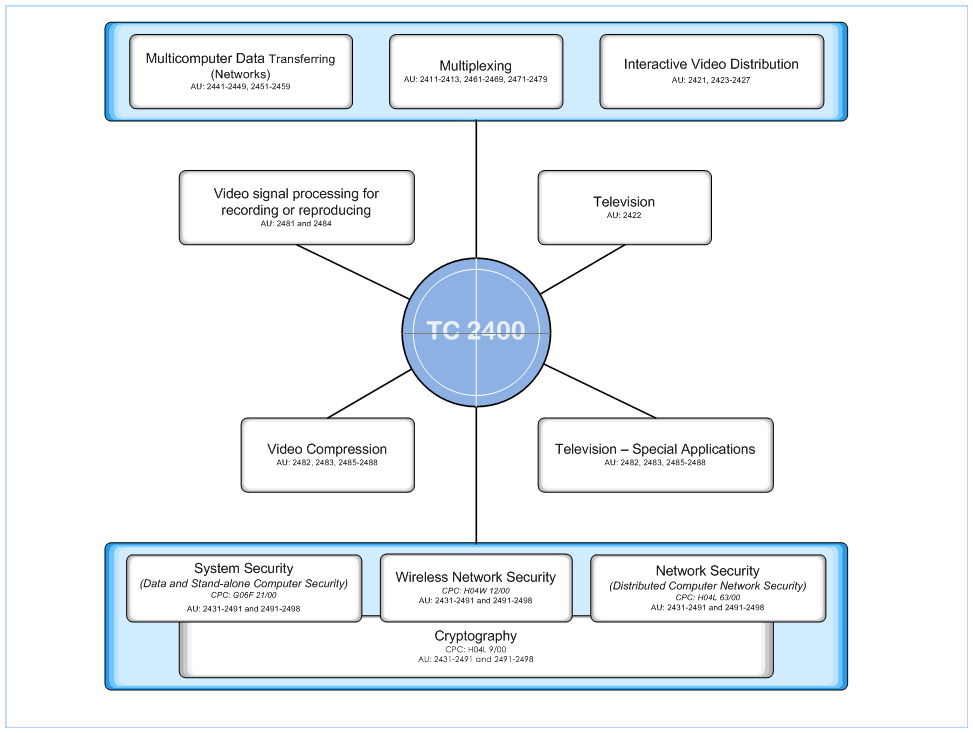 Multicomputer Data Transferring
(Networks)
AU: 2441-2449, 2451-2459
Multiplexing
AU: 2411-2413, 2461-2469, 2471-2479
Interactive Video Distribution
AU: 2421, 2423-2427
Video signal processing for
recording or reproducing
AU: 2481 and 2484
Television
AU: 2422
TC 2400
Video Compression
AU: 2482, 2483, 2485-2488
Television – Special Applications
AU: 2482, 2483, 2485-2488
System Security
(Data and Stand-alone Computer Security)
CPC: G06F 21/00
AU: 2431-2491 and 2491-2498
Wireless Network Security
CPC: H04W 12/00
AU: 2431-2491 and 2491-2498
Network Security
(Distributed Computer Network Security)
CPC: H04L 63/00
AU: 2431-2491 and 2491-2498
Cryptography
CPC: H04L 9/00
AU: 2431-2491 and 2491-2498